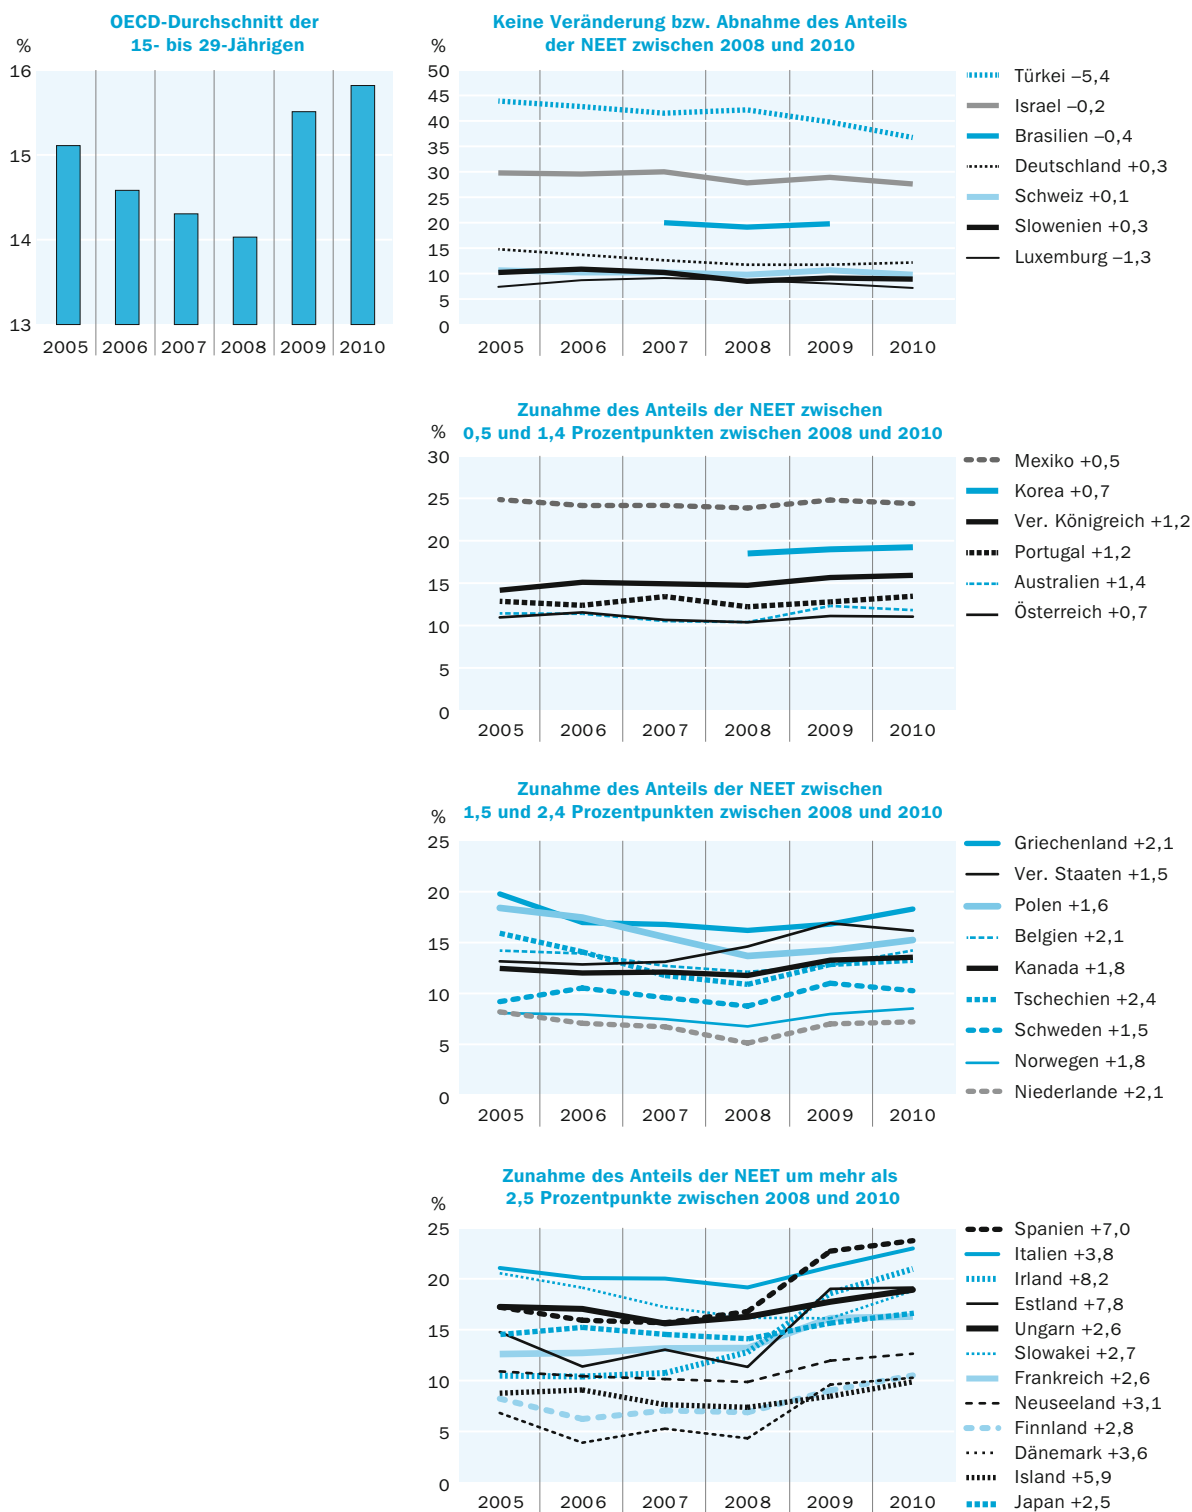 OECD-Durchschnitt der
15- bis 29-Jährigen
%
16
15
14
13
2005 2006 2007 2008 2009 2010
Keine Veränderung bzw. Abnahme des Anteils
der NEET zwischen 2008 und 2010
%
50
45
40
35
30
25
20
15
10
5
0
2005 2006 2007 2008 2009 2010
Türkei –5,4
Israel –0,2
Brasilien –0,4
Deutschland +0,3
Schweiz +0,1
Slowenien +0,3
Luxemburg –1,3
Zunahme des Anteils der NEET zwischen
0,5 und 1,4 Prozentpunkten zwischen 2008 und 2010
%
30
25
20
15
10
5
0
2005 2006 2007 2008 2009 2010
Mexiko +0,5
Korea +0,7
Ver. Königreich +1,2
Portugal +1,2
Australien +1,4
Österreich +0,7
Zunahme des Anteils der NEET zwischen
1,5 und 2,4 Prozentpunkten zwischen 2008 und 2010
%
25
20
15
10
5
0
2005 2006 2007 2008 2009 2010
Griechenland +2,1
Ver. Staaten +1,5
Polen +1,6
Belgien +2,1
Kanada +1,8
Tschechien +2,4
Schweden +1,5
Norwegen +1,8
Niederlande +2,1
Zunahme des Anteils der NEET um mehr als
2,5 Prozentpunkte zwischen 2008 und 2010
%
25
20
15
10
5
0
2005 2006 2007 2008 2009 2010
Spanien +7,0
Italien +3,8
Irland +8,2
Estland +7,8
Ungarn +2,6
Slowakei +2,7
Frankreich +2,6
Neuseeland +3,1
Finnland +2,8
Dänemark +3,6
Island +5,9
Japan +2,5